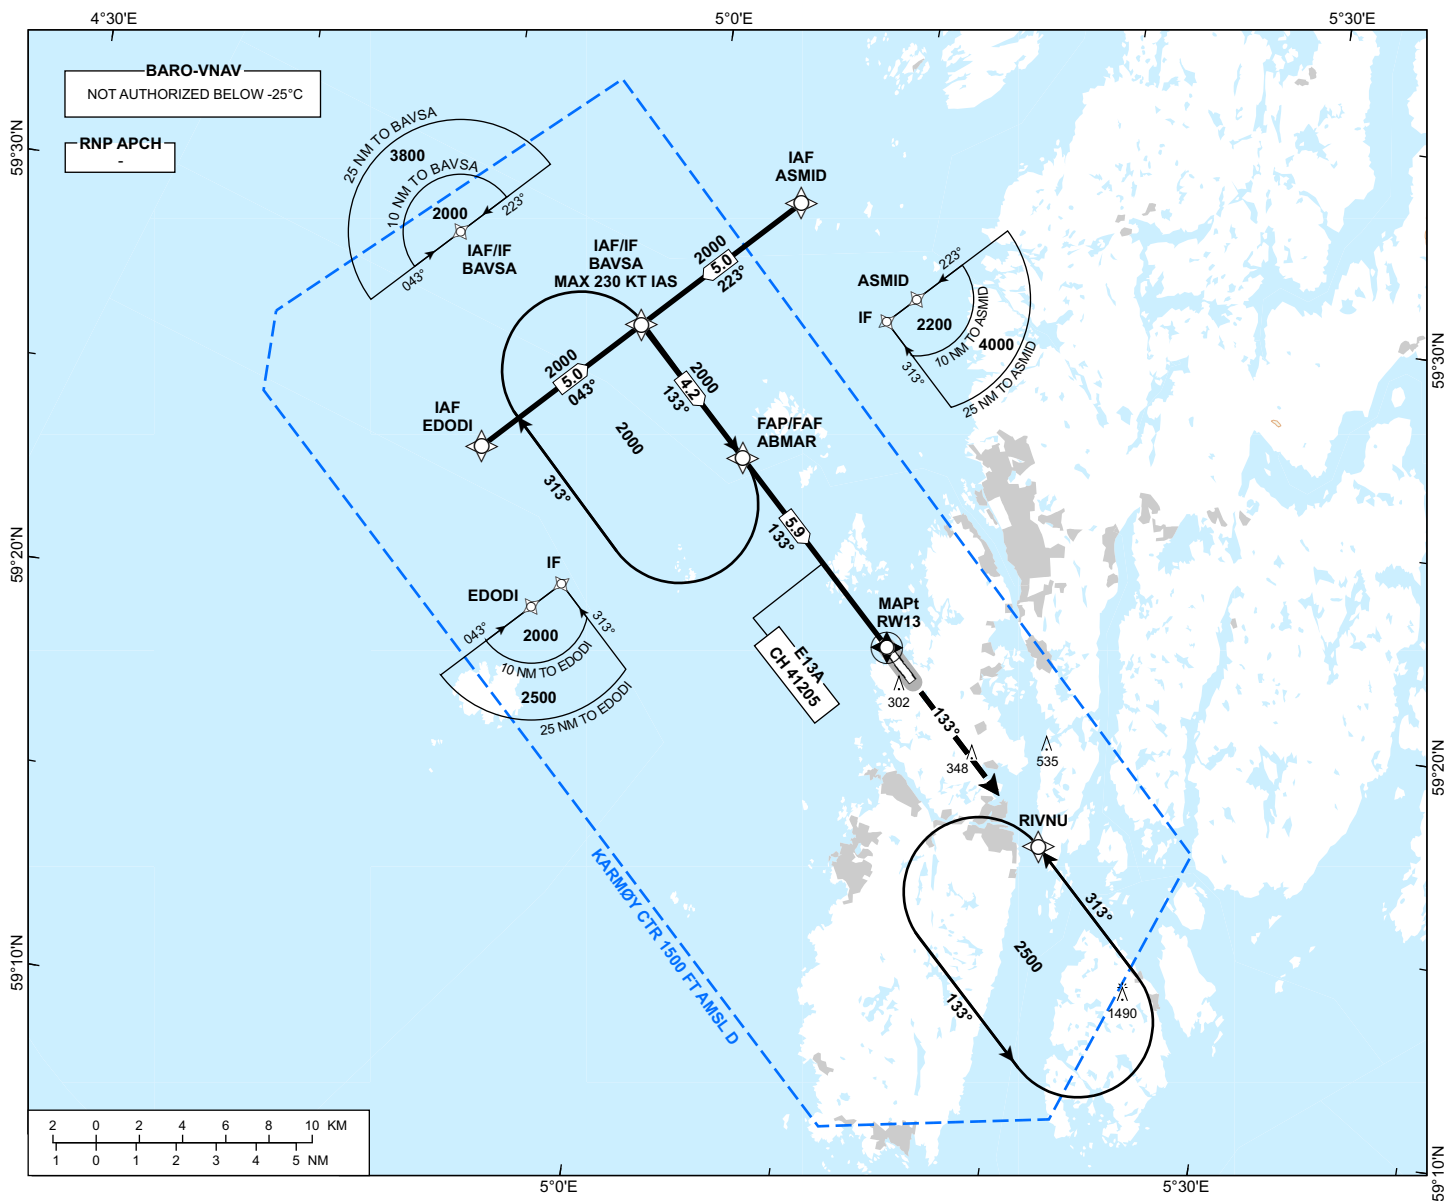 4°30'E
5°0'E
5°30'E
BARO-VNAV
NOT AUTHORIZED BELOW -25°C
RNP APCH
-
59°30'N
25 NM TO BAVSA
3800
10 NM TO BAVSA
2000
223°
043°
IAF/IF
BAVSA
IAF
ASMID
IAF/IF
BAVSA
MAX 230 KT IAS
2000
5.0
223°
ASMID
IF
223°
2200
10 NM TO ASMID
4000
313°
25 NM TO ASMID
59°30'N
2000
5.0
043°
2000
4.2
133°
IAF
EDODI
FAP/FAF
ABMAR
2000
313°
5.9
133°
59°20'N
IF
EDODI
043°
313°
2000
10 NM TO EDODI
2500
25 NM TO EDODI
MAPt
RW13
E13A
CH 41205
302
133°
348
535
59°20'N
RIVNU
313°
2500
133°
1490
KARMØY CTR 1500 FT AMSL D
59°10'N
2 0 2 4 6 8 10 KM
1 0 1 2 3 4 5 NM
5°0'E
5°30'E
59°10'N